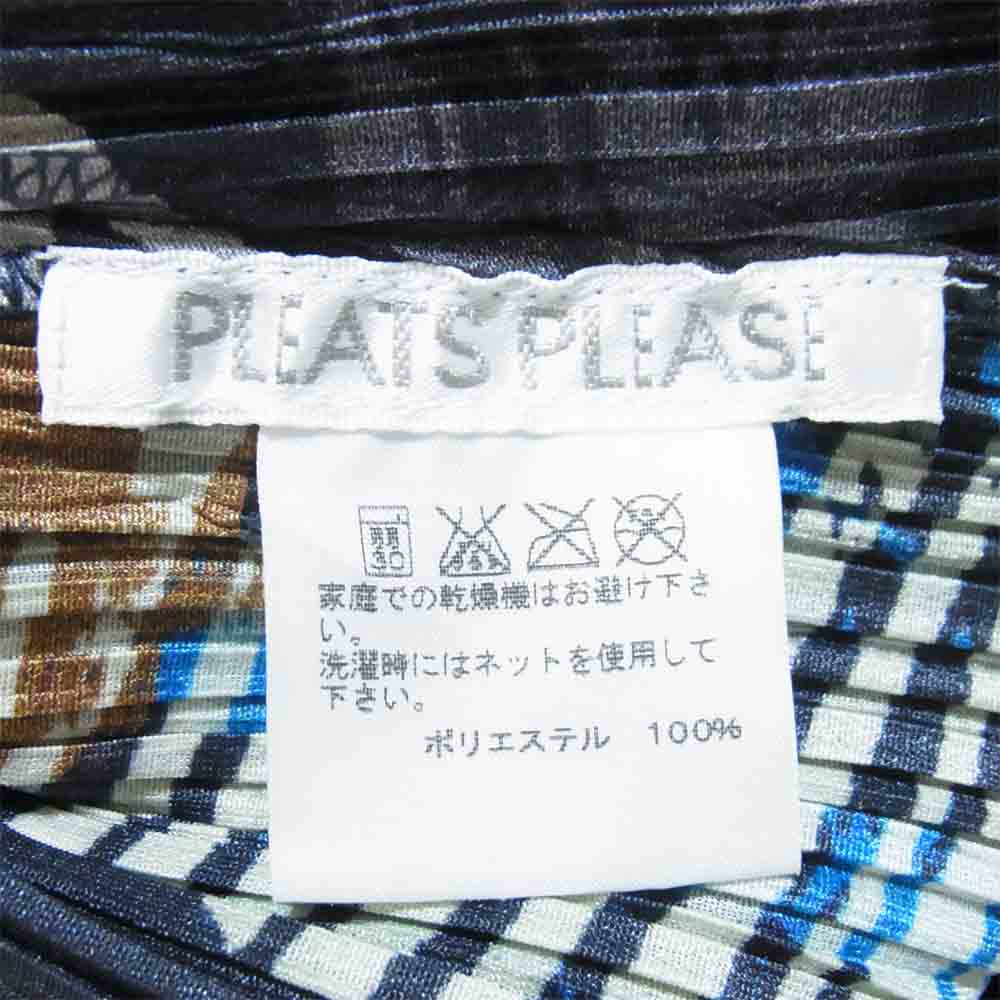 PLEATS PLEASE
弱
30
家庭での乾燥機はお避け下さ
い。
洗濯時にはネットを使用して
下さい。
ポリエステル 100%